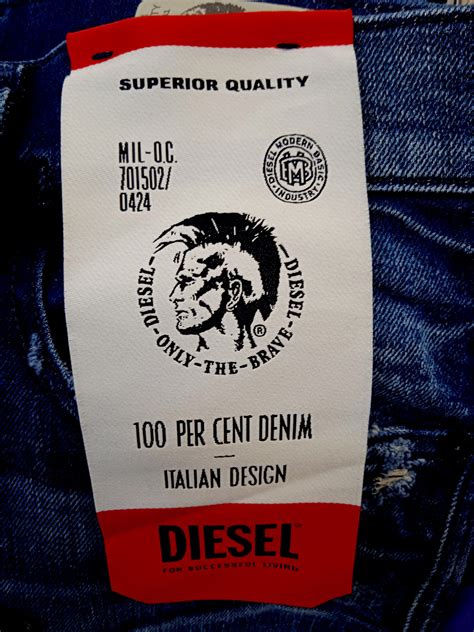 SUPERIOR QUALITY
MIL-O.C.
701502/
0424
DIESEL MODERN BASIC
INDUSTRY
DIESEL-ONLY-THE-BRAVE-DIESEL
®
100 PER CENT DENIM
ITALIAN DESIGN
DIESEL
FOR SUCCESSFUL LIVING